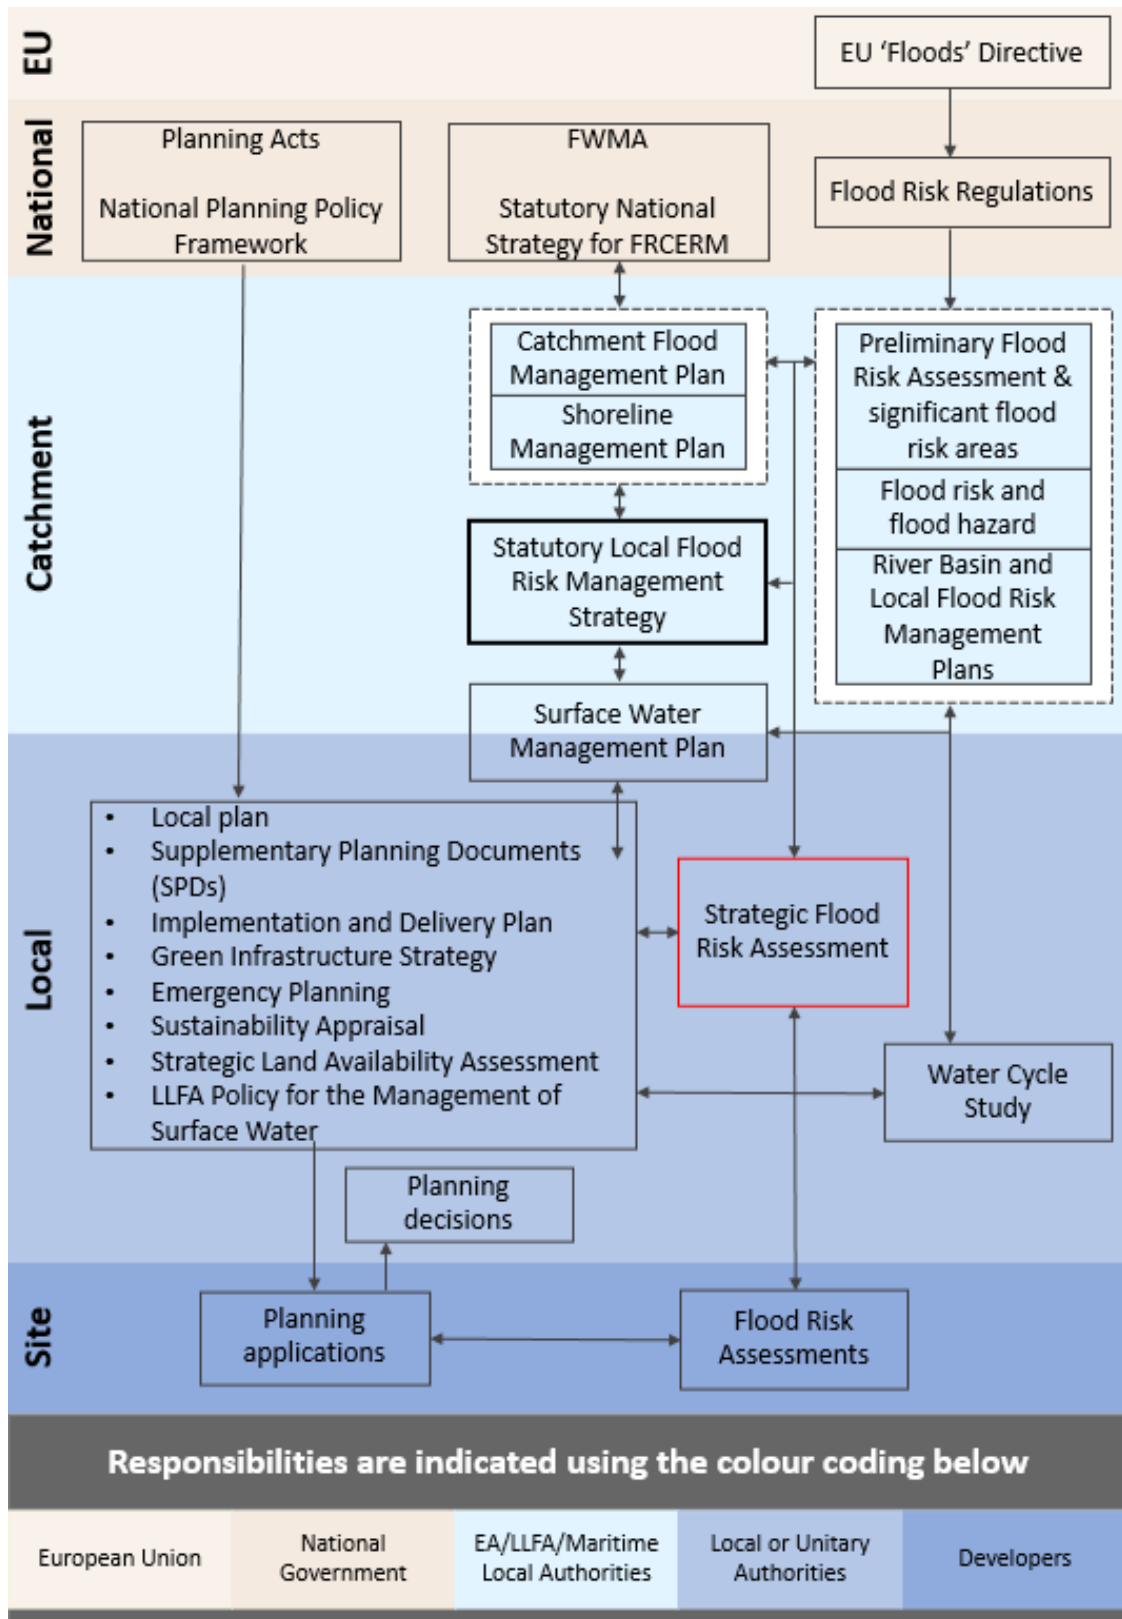 EU
EU ‘Floods’ Directive
National
Planning Acts
National Planning Policy
Framework
FWMA
Statutory National
Strategy for FRCERM
Flood Risk Regulations
Catchment
Catchment Flood
Management Plan
Shoreline
Management Plan
Preliminary Flood
Risk Assessment &
significant flood
risk areas
Flood risk and
flood hazard
River Basin and
Local Flood Risk
Management
Plans
Statutory Local Flood
Risk Management
Strategy
Surface Water
Management Plan
Local
• Local plan
• Supplementary Planning Documents
(SPDs)
• Implementation and Delivery Plan
• Green Infrastructure Strategy
• Emergency Planning
• Sustainability Appraisal
• Strategic Land Availability Assessment
• LLFA Policy for the Management of
Surface Water
Strategic Flood
Risk Assessment
Water Cycle
Study
Planning
decisions
Site
Planning
applications
Flood Risk
Assessments
Responsibilities are indicated using the colour coding below
European Union
National
Government
EA/LLFA/Maritime
Local Authorities
Local or Unitary
Authorities
Developers